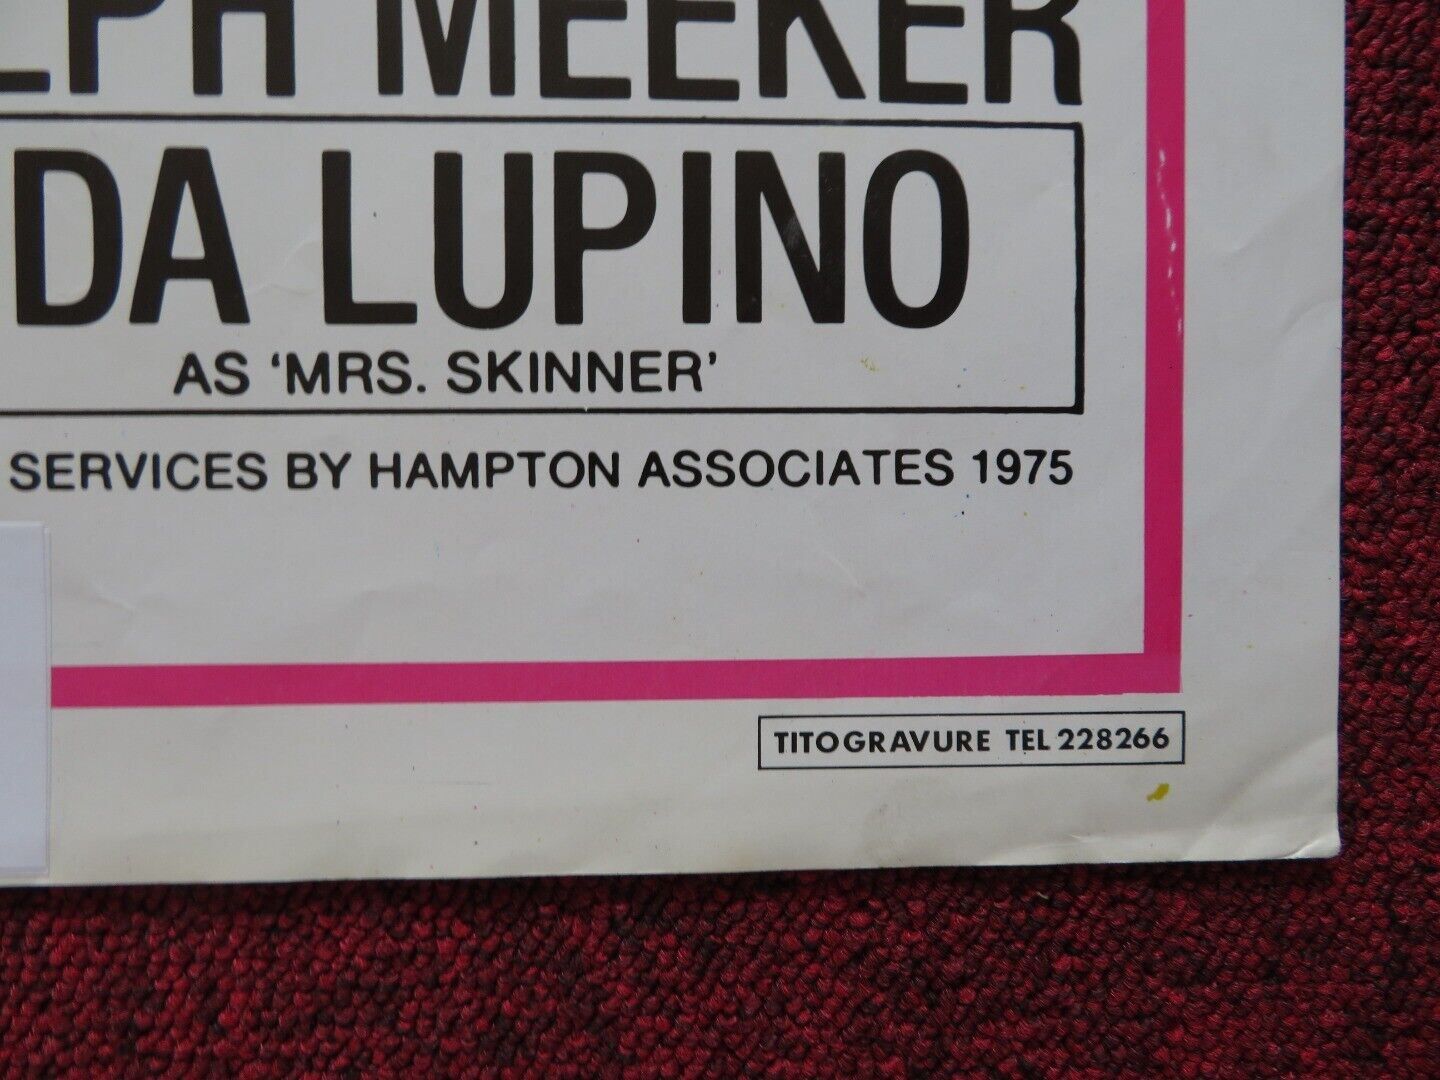 LPH MEEKER
DA LUPINO
AS ‘MRS. SKINNER’
SERVICES BY HAMPTON ASSOCIATES 1975
TITOGRAVURE TEL 228266